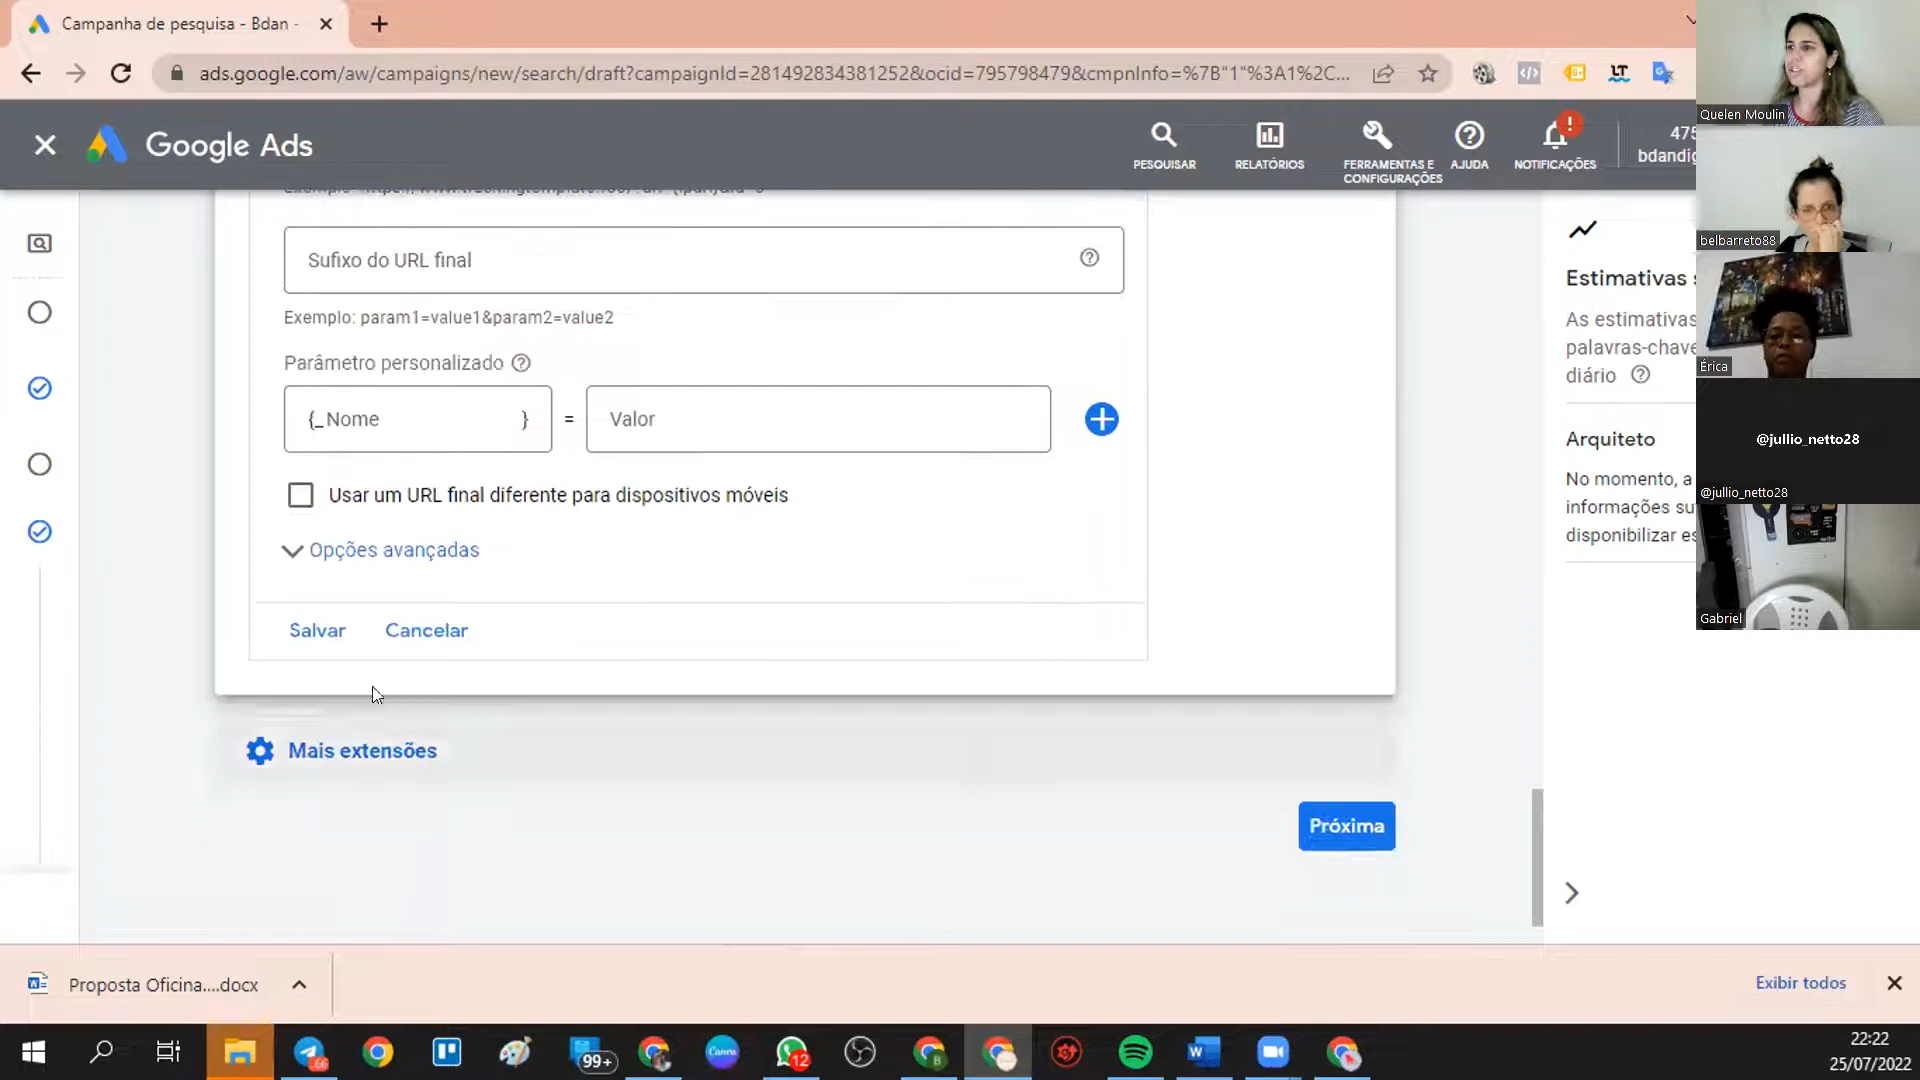 Campanha de pesquisa - Bdan -
ads.google.com/aw/campaigns/new/search/draft?campaignId=281492834381252&ocid=795798479&cmpnInfo=%7B"1"%3A1%2C...
Google Ads
PESQUISAR
RELATÓRIOS
FERRAMENTAS E
CONFIGURAÇÕES
AJUDA
NOTIFICAÇÕES
475
bdandig
Sufixo do URL final
Exemplo: param1=value1&param2=value2
Parâmetro personalizado
{_Nome } = Valor
Usar um URL final diferente para dispositivos móveis
Opções avançadas
Salvar Cancelar
Mais extensões
Próxima
Estimativas s
As estimativas
palavras-chave
diário
Arquiteto
No momento, a
informações su
disponibilizar es
Quelen Moulin
belbarreto88
Érica
@jullio_netto28
@jullio_netto28
Gabriel
Proposta Oficina....docx
Exibir todos
66
99+
Canva
12
22:22
25/07/2022